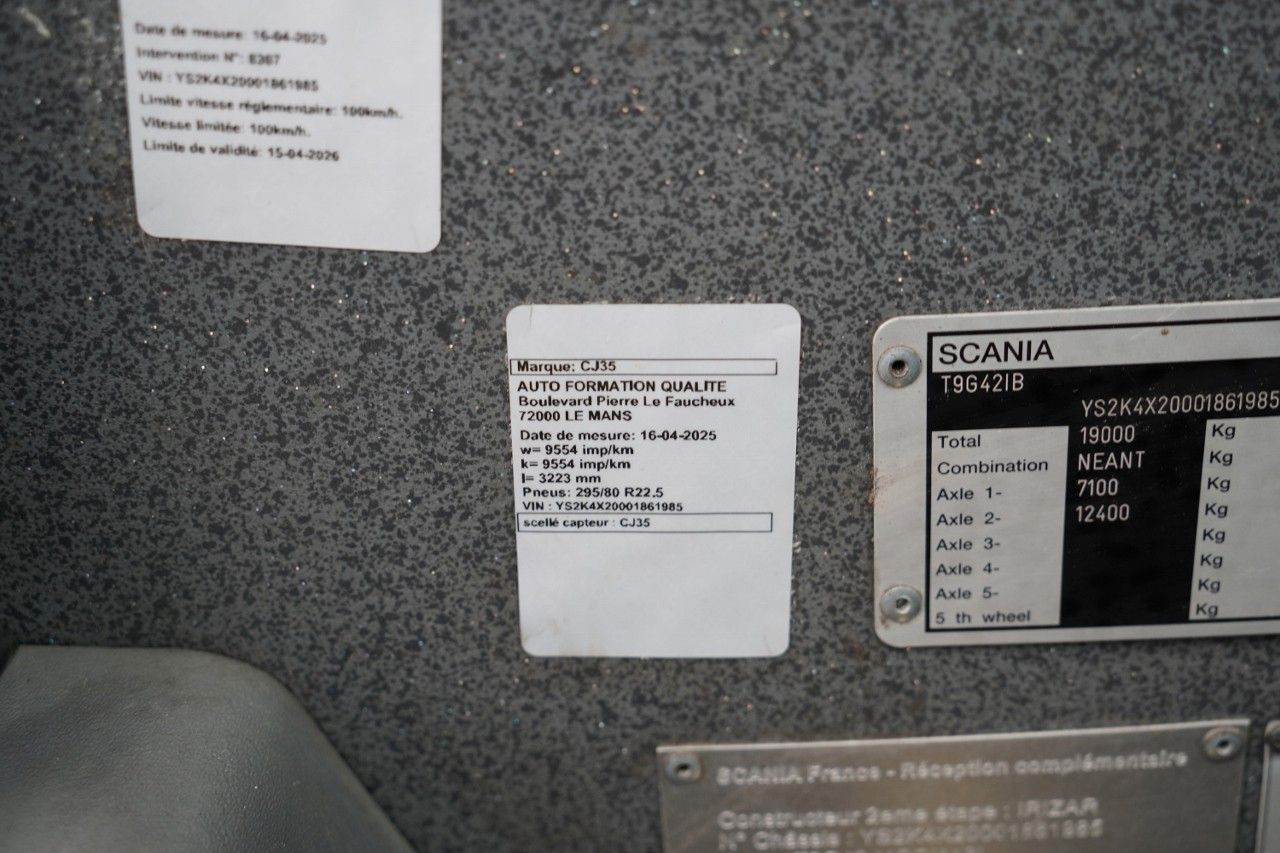 Date de mesure: 16-04-2025
Intervention N°: 8307
VIN : YS2K4X20001861985
Limite vitesse réglementaire: 100km/h.
Vitesse limitée: 100km/h.
Limite de validité: 15-04-2026
Marque: CJ35
AUTO FORMATION QUALITE
Boulevard Pierre Le Faucheux
72000 LE MANS
Date de mesure: 16-04-2025
w= 9554 imp/km
k= 9554 imp/km
l= 3223 mm
Pneus: 295/80 R22.5
VIN : YS2K4X20001861985
scellé capteur : CJ35
SCANIA
T9G42IB
YS2K4X20001861985
Total 19000 Kg
Combination NEANT Kg
Axle 1- 7100 Kg
Axle 2- 12400 Kg
Axle 3- Kg
Axle 4- Kg
Axle 5- Kg
5 th wheel Kg
SCANIA France - Réception complémentaire
Constructeur 2eme étape : IRIZAR
N° Châssis : YS2K4X20001861985